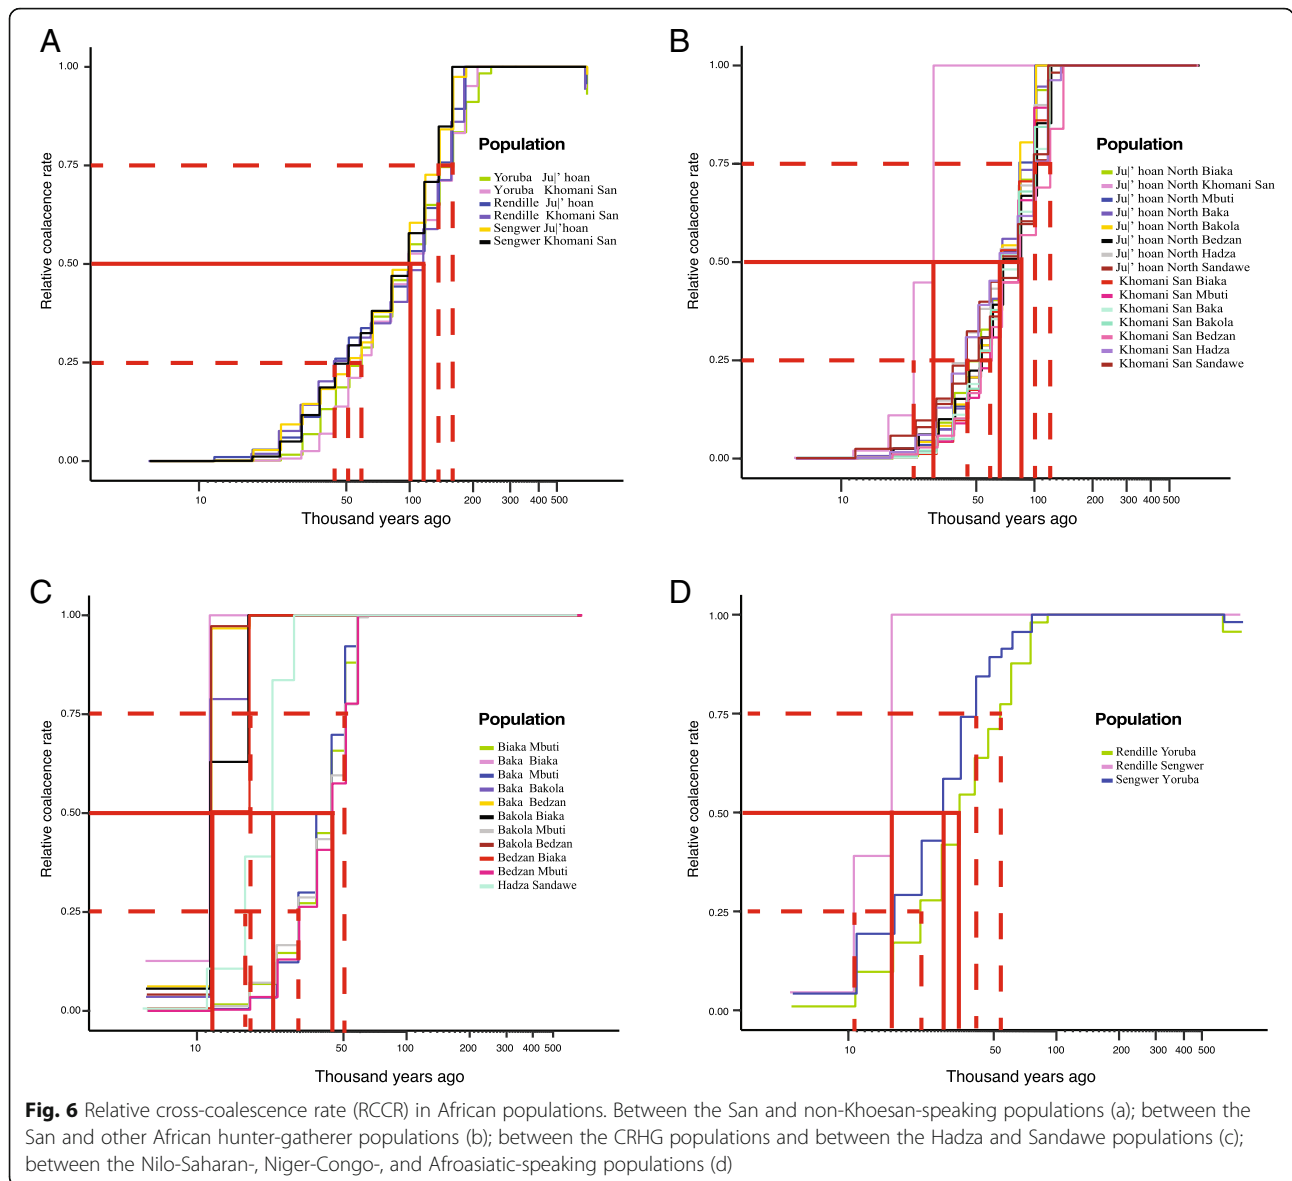 A
1.00
0.75
0.50
0.25
0.00
Relative coalacence rate
10
50
100
200
300
400 500
Thousand years ago
Population
Yoruba Ju|' hoan
Yoruba Khomani San
Rendille Ju|' hoan
Rendille Khomani San
Sengwer Ju|'hoan
Sengwer Khomani San
B
1.00
0.75
0.50
0.25
0.00
Relative coalacence rate
10
50
100
200
300
400 500
Thousand years ago
Population
Ju|' hoan North Biaka
Ju|' hoan North Khomani San
Ju|' hoan North Mbuti
Ju|' hoan North Baka
Ju|' hoan North Bakola
Ju|' hoan North Bedzan
Ju|' hoan North Hadza
Ju|' hoan North Sandawe
Khomani San Biaka
Khomani San Mbuti
Khomani San Baka
Khomani San Bakola
Khomani San Bedzan
Khomani San Hadza
Khomani San Sandawe
C
1.00
0.75
0.50
0.25
0.00
Relative coalacence rate
10
50
100
200
300
400 500
Thousand years ago
Population
Biaka Mbuti
Baka Biaka
Baka Mbuti
Baka Bakola
Baka Bedzan
Bakola Biaka
Bakola Mbuti
Bakola Bedzan
Bedzan Biaka
Bedzan Mbuti
Hadza Sandawe
D
1.00
0.75
0.50
0.25
0.00
Relative coalacence rate
10
50
100
200
300
400 500
Thousand years ago
Population
Rendille Yoruba
Rendille Sengwer
Sengwer Yoruba
Fig. 6 Relative cross-coalescence rate (RCCR) in African populations. Between the San and non-Khoesan-speaking populations (a); between the
San and other African hunter-gatherer populations (b); between the CRHG populations and between the Hadza and Sandawe populations (c);
between the Nilo-Saharan-, Niger-Congo-, and Afroasiatic-speaking populations (d)